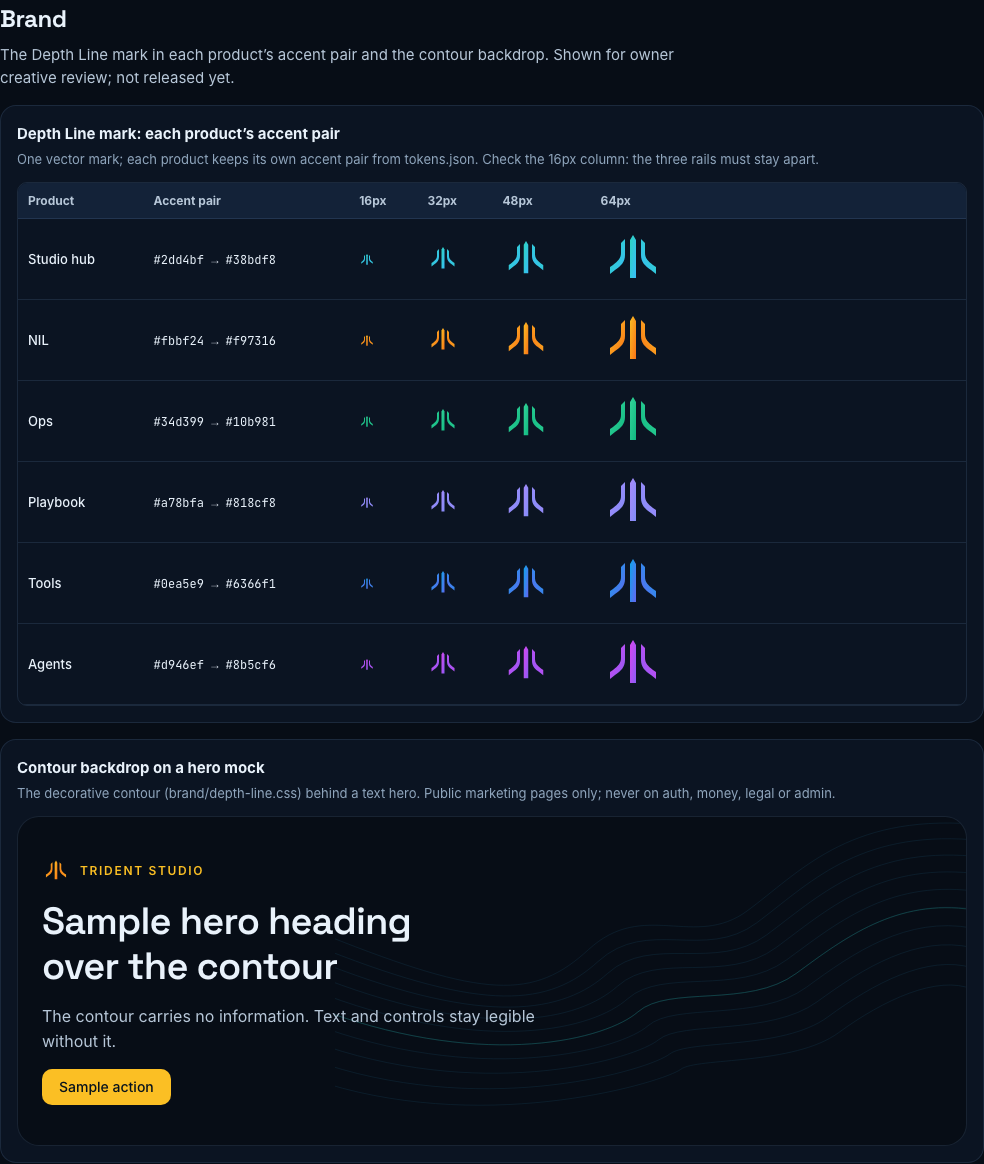 Brand
The Depth Line mark in each product’s accent pair and the contour backdrop. Shown for owner
creative review; not released yet.
Depth Line mark: each product’s accent pair
One vector mark; each product keeps its own accent pair from tokens.json. Check the 16px column: the three rails must stay apart.
Product Accent pair 16px 32px 48px 64px
Studio hub #2dd4bf → #38bdf8
NIL #fbbf24 → #f97316
Ops #34d399 → #10b981
Playbook #a78bfa → #818cf8
Tools #0ea5e9 → #6366f1
Agents #d946ef → #8b5cf6
Contour backdrop on a hero mock
The decorative contour (brand/depth-line.css) behind a text hero. Public marketing pages only; never on auth, money, legal or admin.
TRIDENT STUDIO
Sample hero heading
over the contour
The contour carries no information. Text and controls stay legible
without it.
Sample action